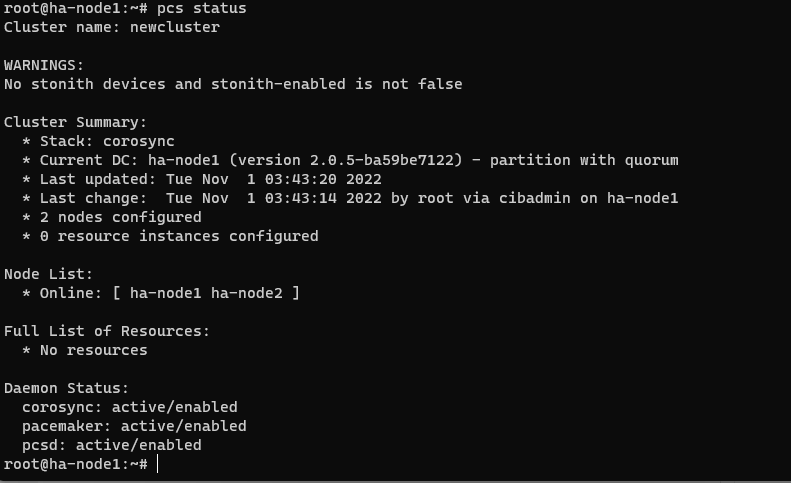 root@ha-node1:~# pcs status
Cluster name: newcluster

WARNINGS:
No stonith devices and stonith-enabled is not false

Cluster Summary:
  * Stack: corosync
  * Current DC: ha-node1 (version 2.0.5-ba59be7122) - partition with quorum
  * Last updated: Tue Nov  1 03:43:20 2022
  * Last change:  Tue Nov  1 03:43:14 2022 by root via cibadmin on ha-node1
  * 2 nodes configured
  * 0 resource instances configured

Node List:
  * Online: [ ha-node1 ha-node2 ]

Full List of Resources:
  * No resources

Daemon Status:
  corosync: active/enabled
  pacemaker: active/enabled
  pcsd: active/enabled
root@ha-node1:~#